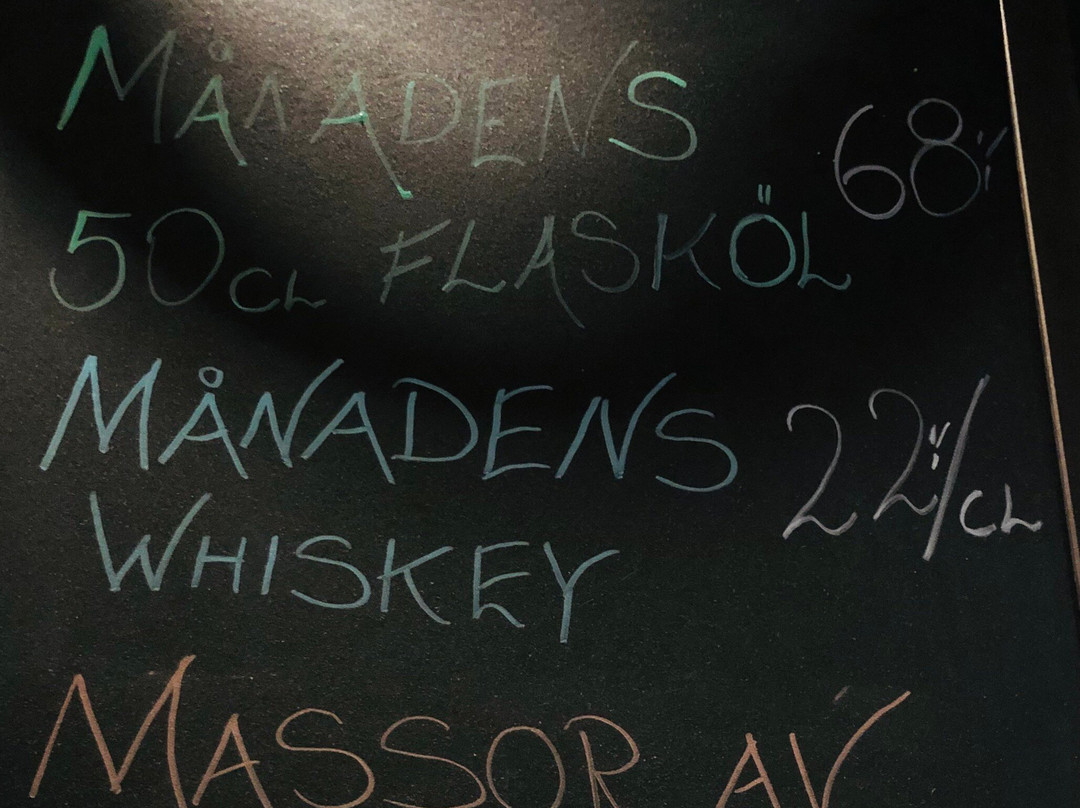 MÅNADENS 68:-
50CL FLASKÖL
MÅNADENS 22:-/CL
WHISKEY
MASSOR AV